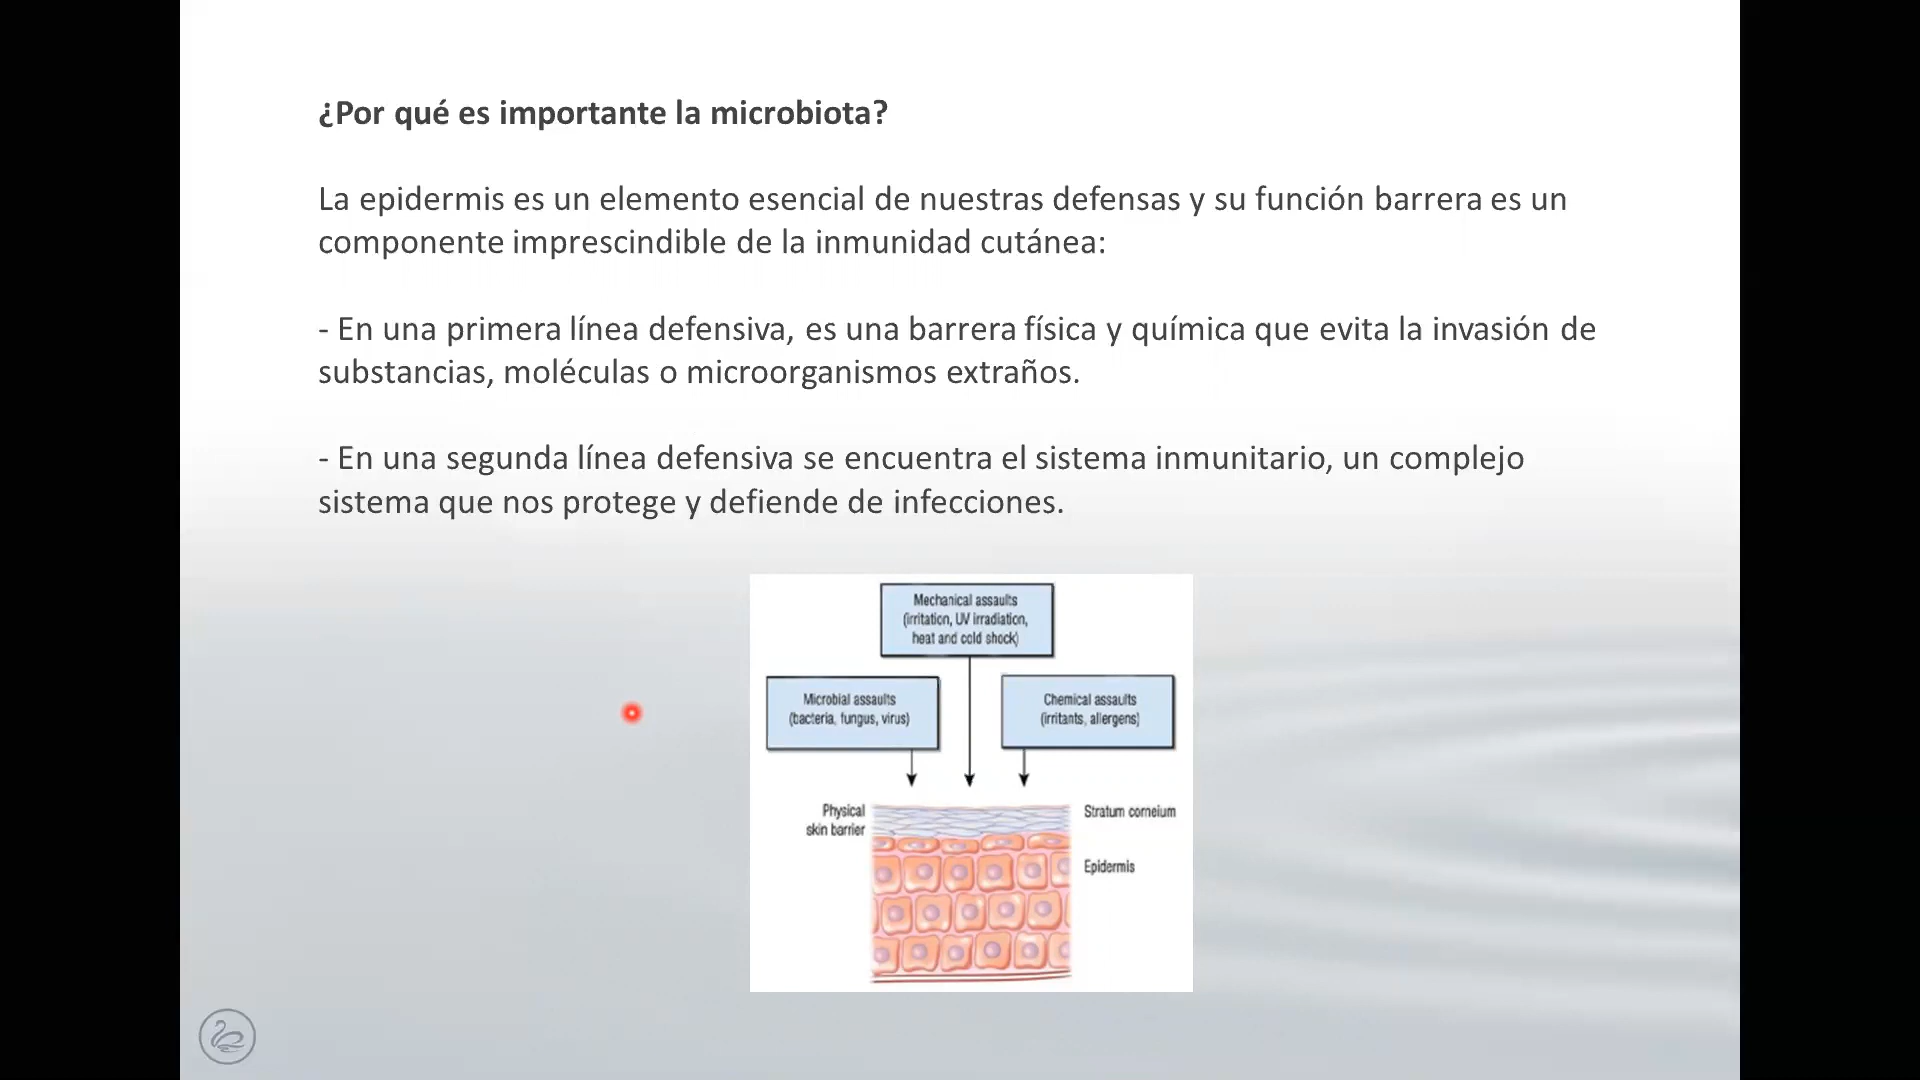 ¿Por qué es importante la microbiota?
La epidermis es un elemento esencial de nuestras defensas y su función barrera es un
componente imprescindible de la inmunidad cutánea:
- En una primera línea defensiva, es una barrera física y química que evita la invasión de
substancias, moléculas o microorganismos extraños.
- En una segunda línea defensiva se encuentra el sistema inmunitario, un complejo
sistema que nos protege y defiende de infecciones.
Mechanical assaults
(irritation, UV irradiation,
heat and cold shock)
Microbial assaults
(bacteria, fungus, virus)
Chemical assaults
(irritants, allergens)
Physical
skin barrier
Stratum corneium
Epidermis